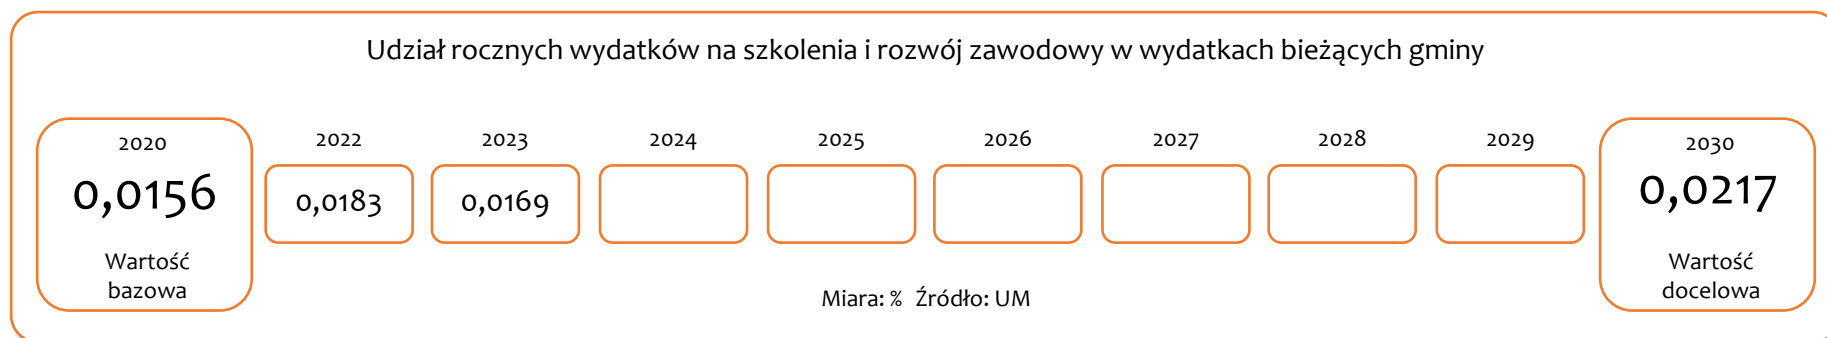 Udział rocznych wydatków na szkolenia i rozwój zawodowy w wydatkach bieżących gminy
2020
0,0156
Wartość
bazowa
2022
0,0183
2023
0,0169
2024
2025
2026
2027
2028
2029
2030
0,0217
Wartość
docelowa
Miara: % Źródło: UM